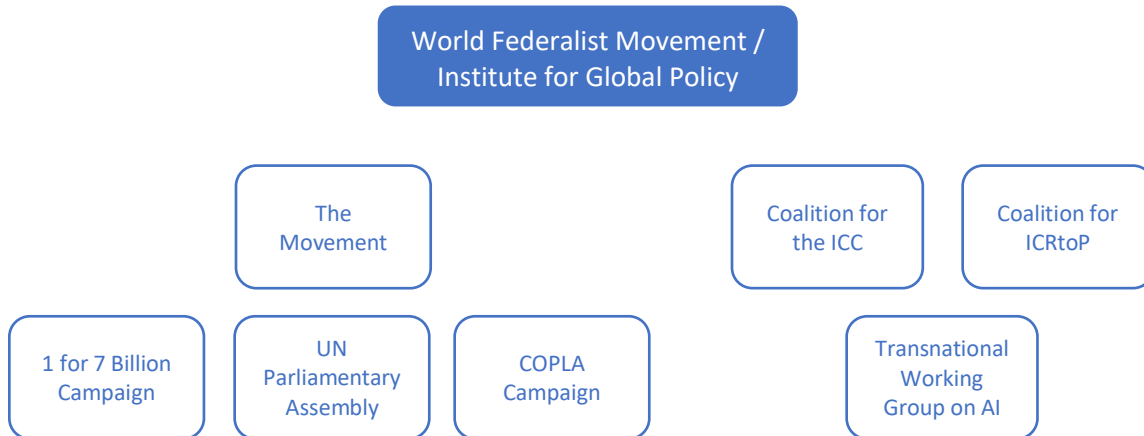 World Federalist Movement /
Institute for Global Policy
The
Movement
Coalition for
the ICC
Coalition for
ICRtoP
1 for 7 Billion
Campaign
UN
Parliamentary
Assembly
COPLA
Campaign
Transnational
Working
Group on AI